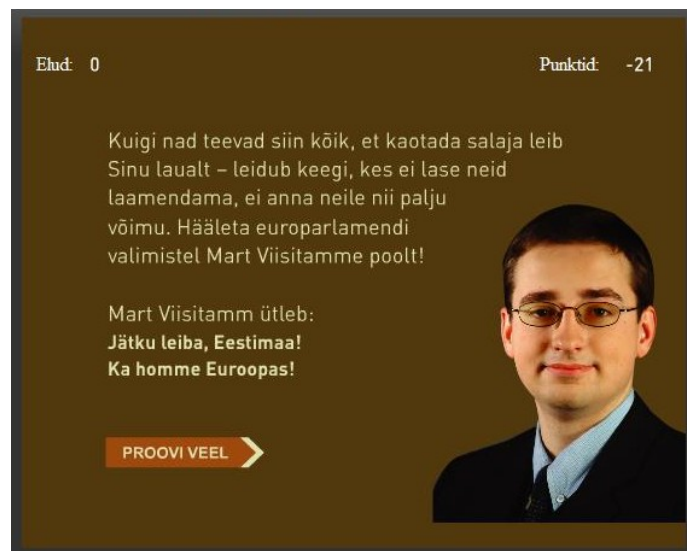 Elud: 0 Punktid: -21
Kuigi nad teevad siin kõik, et kaotada salaja leib
Sinu laualt – leidub keegi, kes ei lase neid
laamendama, ei anna neile nii palju
võimu. Hääleta europarlamendi
valimistel Mart Viisitamme poolt!
Mart Viisitamm ütleb:
Jätku leiba, Eestimaa!
Ka homme Euroopas!
PROOVI VEEL